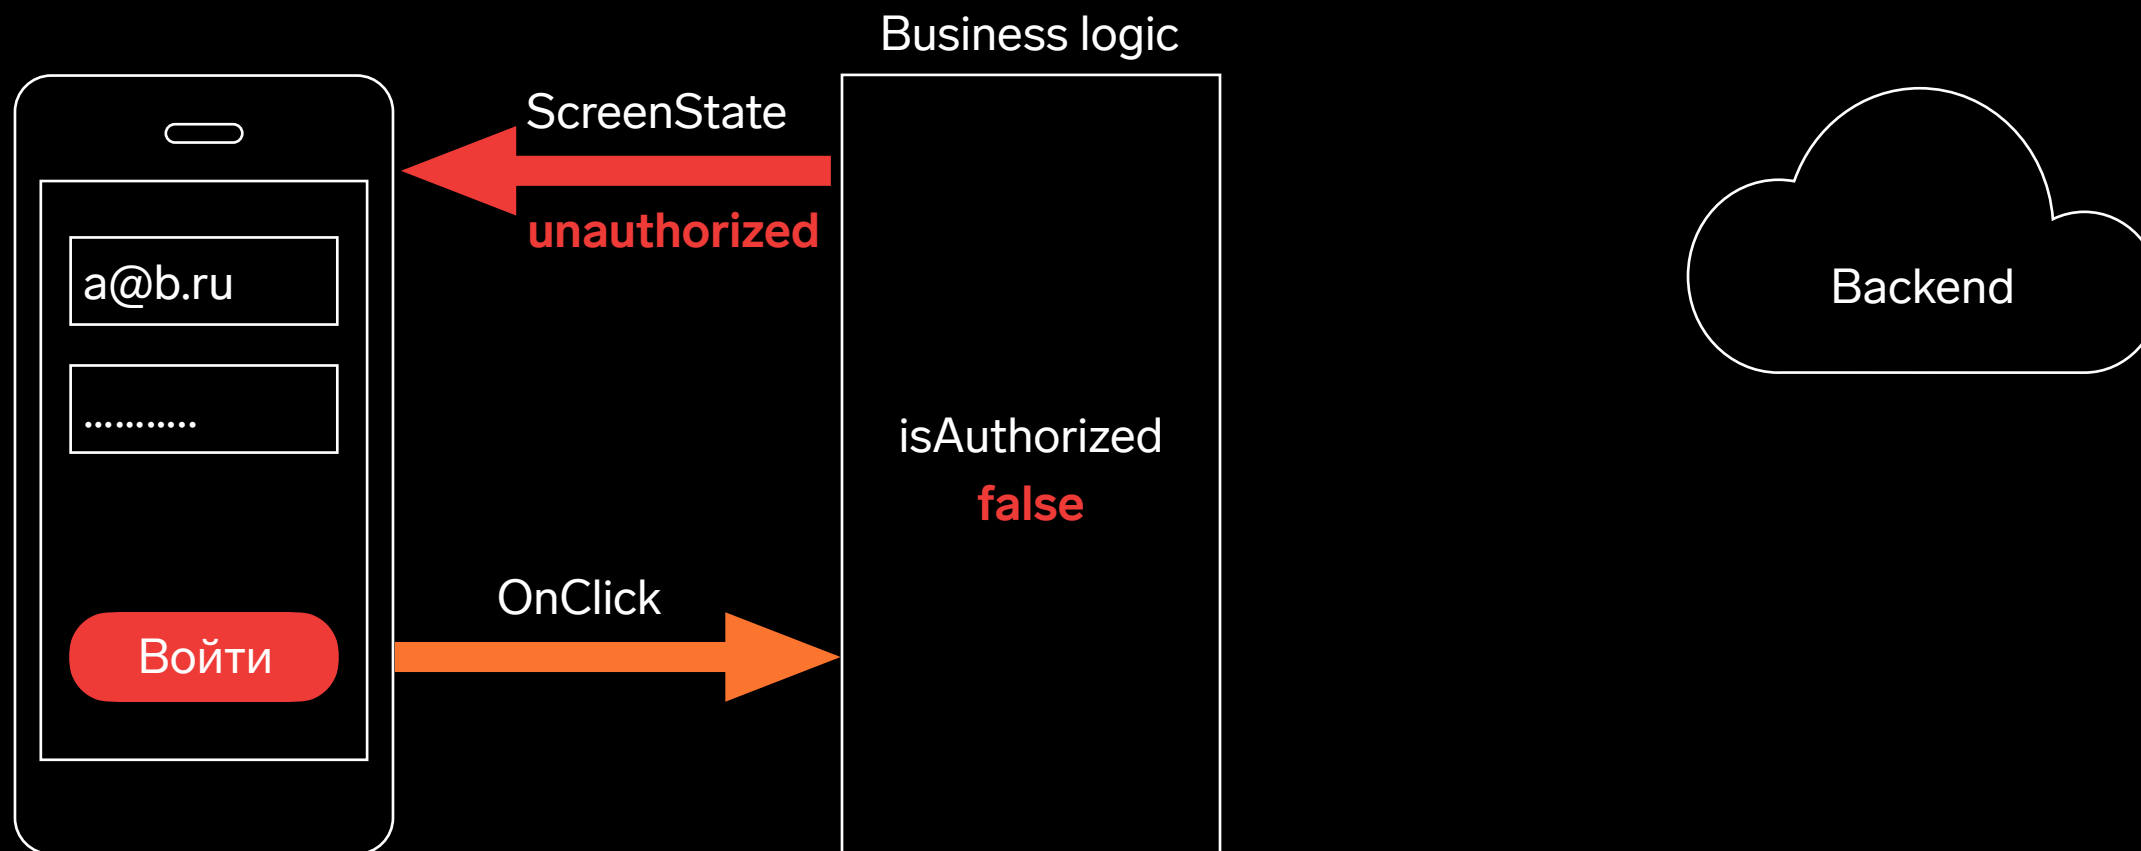 Business logic
ScreenState
unauthorized
a@b.ru
...........
Backend
isAuthorized
false
OnClick
Войти